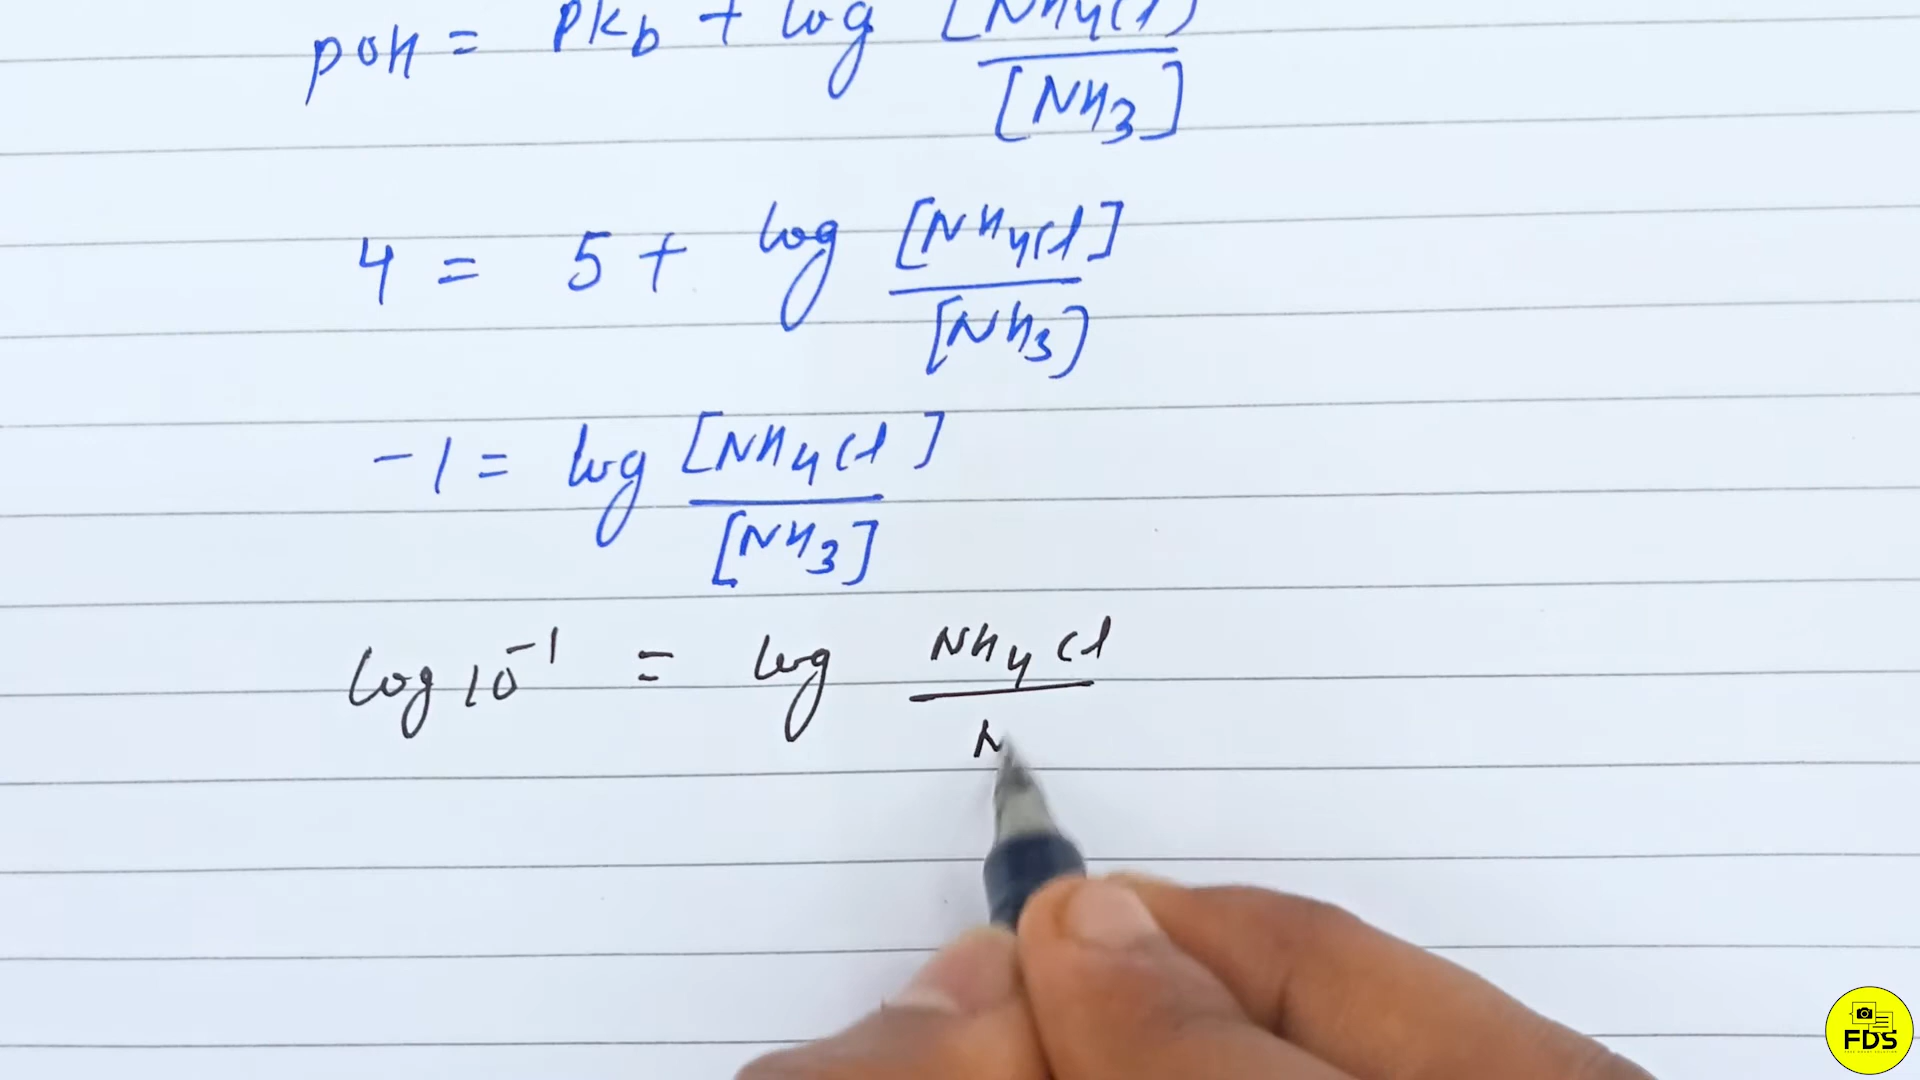 pOH = pKb + log [NH4Cl]
[NH3]
4 = 5 + log [NH4Cl]
[NH3]
-1 = log [NH4Cl]
[NH3]
log 10^-1 = log NH4Cl
N
FDS